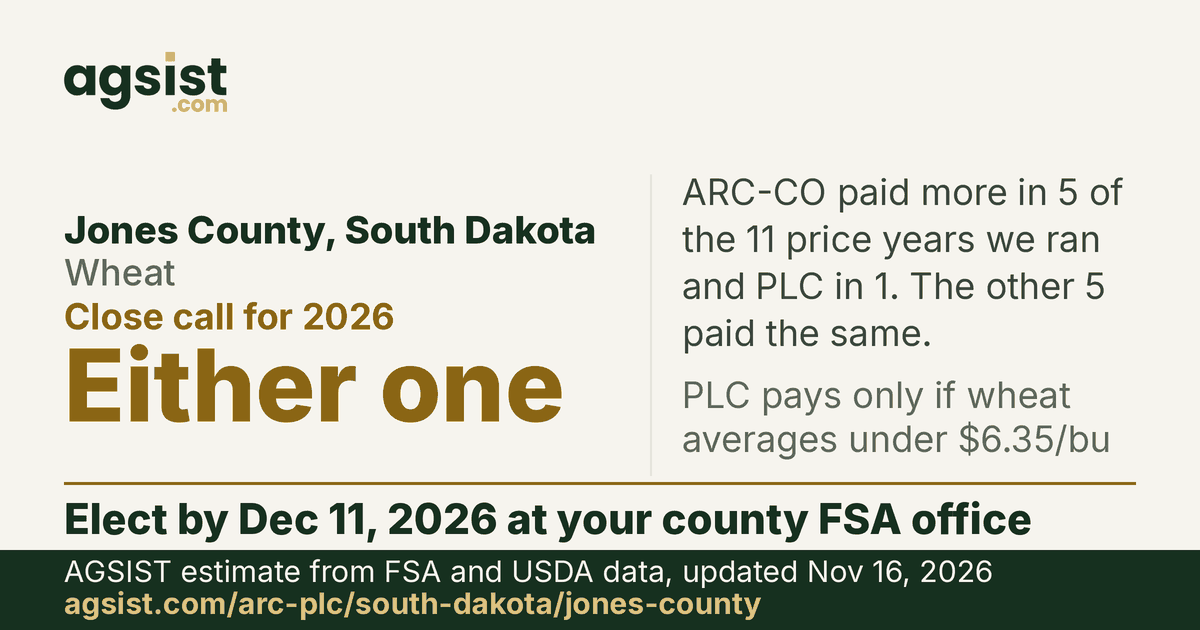 agsist
.com
Jones County, South Dakota
Wheat
Close call for 2026
Either one
ARC-CO paid more in 5 of
the 11 price years we ran
and PLC in 1. The other 5
paid the same.
PLC pays only if wheat
averages under $6.35/bu
Elect by Dec 11, 2026 at your county FSA office
AGSIST estimate from FSA and USDA data, updated Nov 16, 2026
agsist.com/arc-plc/south-dakota/jones-county